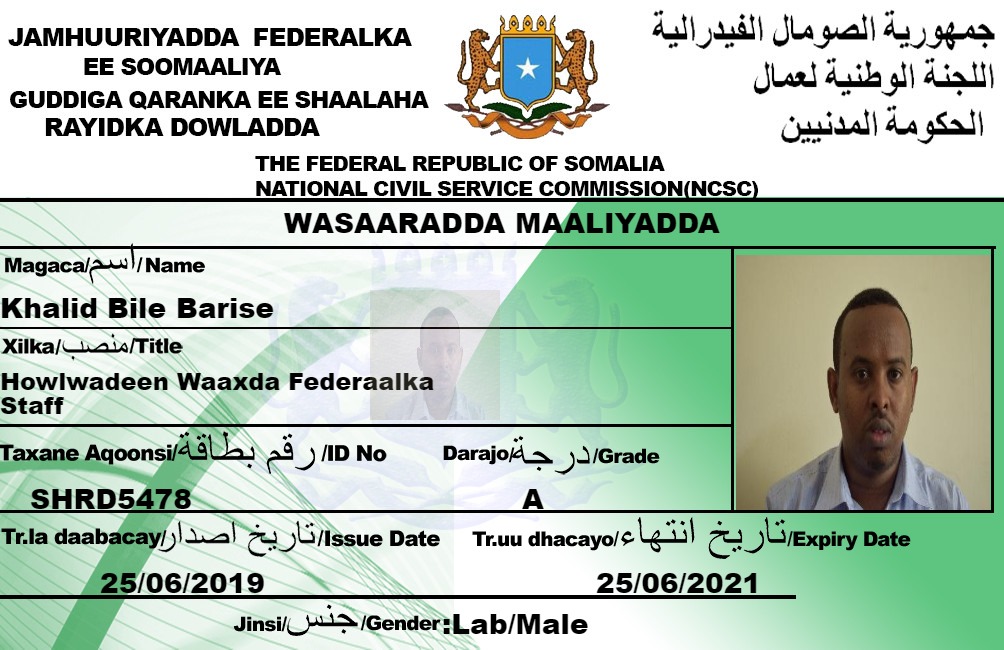 JAMHUURIYADDA FEDERALKA
EE SOOMAALIYA
GUDDIGA QARANKA EE SHAALAHA
RAYIDKA DOWLADDA
جمهورية الصومال الفيدرالية
اللجنة الوطنية لعمال
الحكومة المدنيين
THE FEDERAL REPUBLIC OF SOMALIA
NATIONAL CIVIL SERVICE COMMISSION(NCSC)
WASAARADDA MAALIYADDA
Magaca/اسم/Name
Khalid Bile Barise
Xilka/منصب/Title
Howlwadeen Waaxda Federaalka
Staff
Taxane Aqoonsi/رقم بطاقة/ID No
SHRD5478
Darajo/درجة/Grade
A
Tr.la daabacay/تاريخ اصدار/Issue Date
25/06/2019
Tr.uu dhacayo/تاريخ انتهاء/Expiry Date
25/06/2021
Jinsi/جنس/Gender:Lab/Male